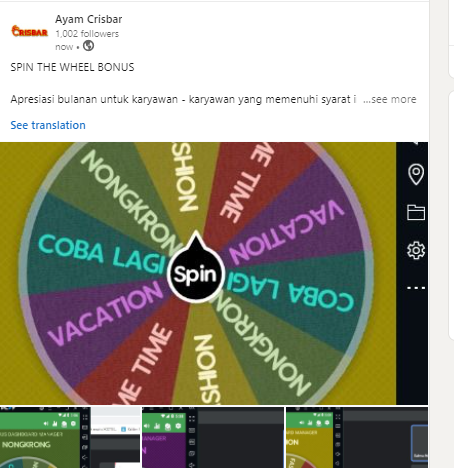 CRISBAR
Ayam Crisbar
1,002 followers
now •
SPIN THE WHEEL BONUS
Apresiasi bulanan untuk karyawan - karyawan yang memenuhi syarat i ...see more
See translation
SHION
ME TIME
VACATION
COBA LAGI
NONGKRONG
SHION
ME TIME
VACATION
COBA LAGI
NONGKRONG
Spin
NONGKRONG